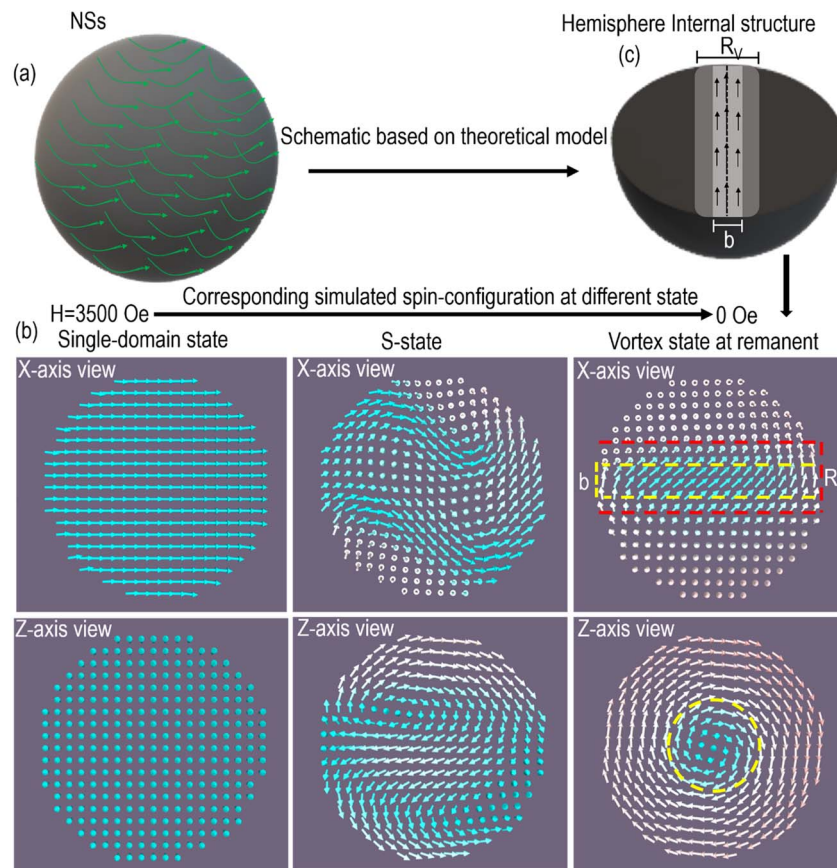 NSs
Hemisphere Internal structure
(a)
(c)
RV
Schematic based on theoretical model
b
Corresponding simulated spin-configuration at different state
H=3500 Oe
0 Oe
(b)
Single-domain state
S-state
Vortex state at remanent
X-axis view
X-axis view
X-axis view
b
R
Z-axis view
Z-axis view
Z-axis view